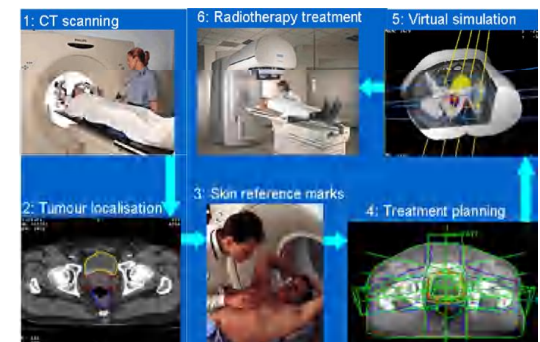 1: CT scanning
6: Radiotherapy treatment
5: Virtual simulation
2: Tumour localisation
3: Skin reference marks
4: Treatment planning